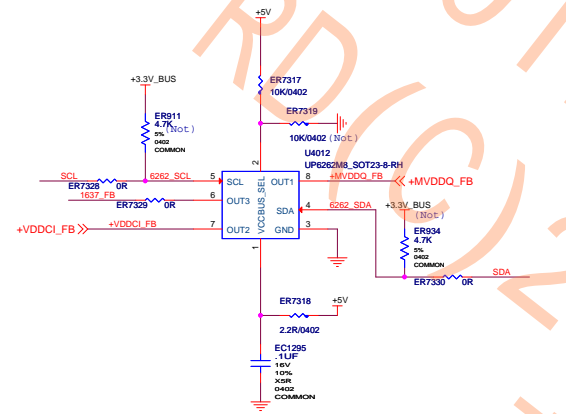 +5V
ER7317
10K/0402
+3.3V_BUS
ER7319
10K/0402 (Not)
ER911
4.7K
(Not)
5%
0402
COMMON
U4012
UP6262M8_SOT23-8-RH
2
SCL
6262_SCL
5
SCL
OUT1
8
+MVDDQ_FB
+MVDDQ_FB
ER7328
0R
1637_FB
6
OUT3
VCC
BUS_SEL
SDA
4
6262_SDA
+3.3V_BUS
(Not)
ER7329
0R
+VDDCI_FB
+VDDCI_FB
7
OUT2
GND
3
1
ER934
4.7K
5%
0402
COMMON
SDA
ER7330
0R
ER7318
+5V
2.2R/0402
EC1295
.1UF
16V
10%
X5R
0402
COMMON